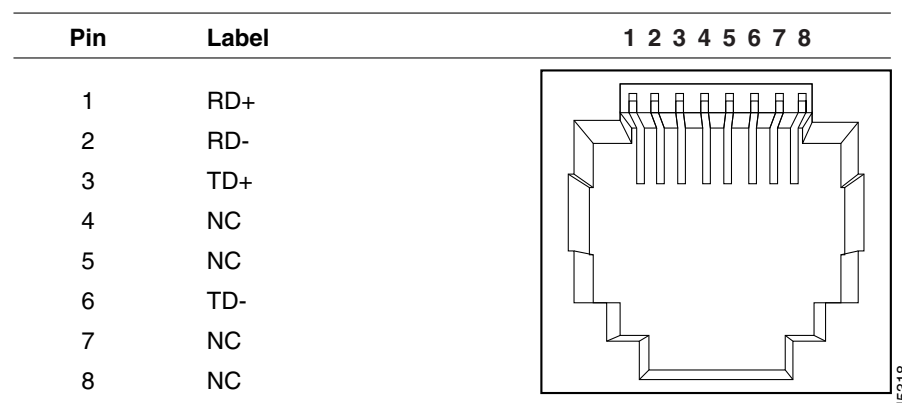 Pin Label 1 2 3 4 5 6 7 8
1 RD+
2 RD-
3 TD+
4 NC
5 NC
6 TD-
7 NC
8 NC